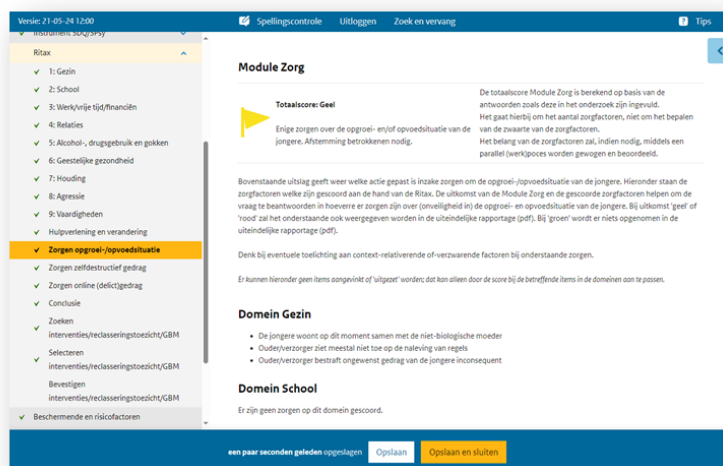 Versie: 21-05-24 12:00
Spellingscontrole Uitloggen Zoek en vervang
Tips
Instrument SDQ/SPsy
Ritax
1: Gezin
2: School
3: Werk/vrije tijd/financiën
4: Relaties
5: Alcohol-, drugsgebruik en gokken
6: Geestelijke gezondheid
7: Houding
8: Agressie
9: Vaardigheden
Hulpverlening en verandering
Zorgen opgroei-/opvoedsituatie
Zorgen zelfdestructief gedrag
Zorgen online (delict)gedrag
Conclusie
Zoeken
interventies/reclasseringstoezicht/GBM
Selecteren
interventies/reclasseringstoezicht/GBM
Bevestigen
interventies/reclasseringstoezicht/GBM
Beschermende en risicofactoren
Module Zorg
Totaalscore: Geel
Enige zorgen over de opgroei- en/of opvoedsituatie van de
jongere. Afstemming betrokkenen nodig.
De totaalscore Module Zorg is berekend op basis van de
antwoorden zoals deze in het onderzoek zijn ingevuld.
Het gaat hierbij om het aantal zorgfactoren, niet om het bepalen
van de zwaarte van de zorgfactoren.
Het belang van de zorgfactoren zal, indien nodig, middels een
parallel (werk)poces worden gewogen en beoordeeld.
Bovenstaande uitslag geeft weer welke actie gepast is inzake zorgen om de opgroei-/opvoedsituatie van de jongere. Hieronder staan de
zorgfactoren welke zijn gescoord aan de hand van de Ritax. De uitkomst van de Module Zorg en de gescoorde zorgfactoren helpen om de
vraag te beantwoorden in hoeverre er zorgen zijn over (onveiligheid in) de opgroei- en opvoedsituatie van de jongere. Bij uitkomst 'geel' of
'rood' zal het onderstaande ook weergegeven worden in de uiteindelijke rapportage (pdf). Bij 'groen' wordt er niets opgenomen in de
uiteindelijke rapportage (pdf).
Denk bij eventuele toelichting aan context-relativerende of-verzwarende factoren bij onderstaande zorgen.
Er kunnen hieronder geen items aangevinkt of 'uitgezet' worden; dat kan alleen door de score bij de betreffende items in de domeinen aan te passen.
Domein Gezin
De jongere woont op dit moment samen met de niet-biologische moeder
Ouder/verzorger ziet meestal niet toe op de naleving van regels
Ouder/verzorger bestraft ongewenst gedrag van de jongere inconsequent
Domein School
Er zijn geen zorgen op dit domein gescoord.
een paar seconden geleden opgeslagen Opslaan Opslaan en sluiten